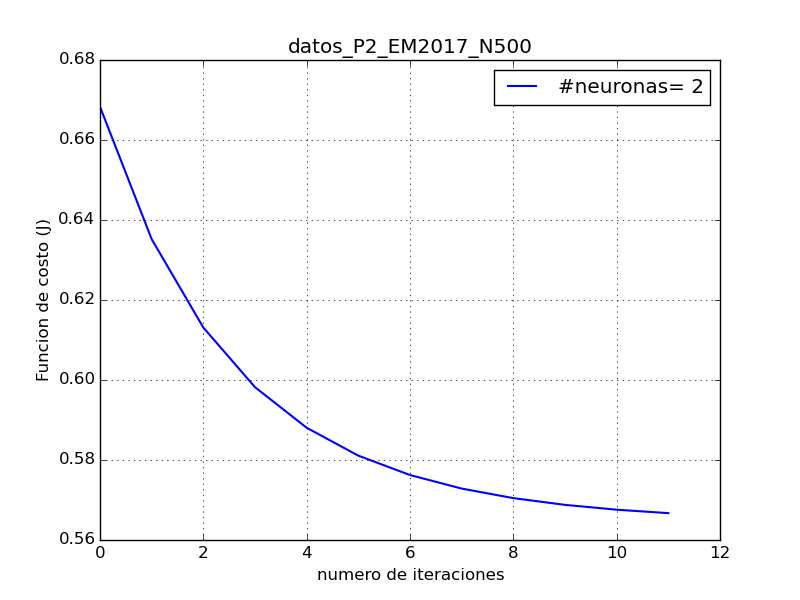 datos_P2_EM2017_N500
#neuronas= 2
0.68
0.66
0.64
0.62
0.60
0.58
0.56
Funcion de costo (J)
0 2 4 6 8 10 12
numero de iteraciones